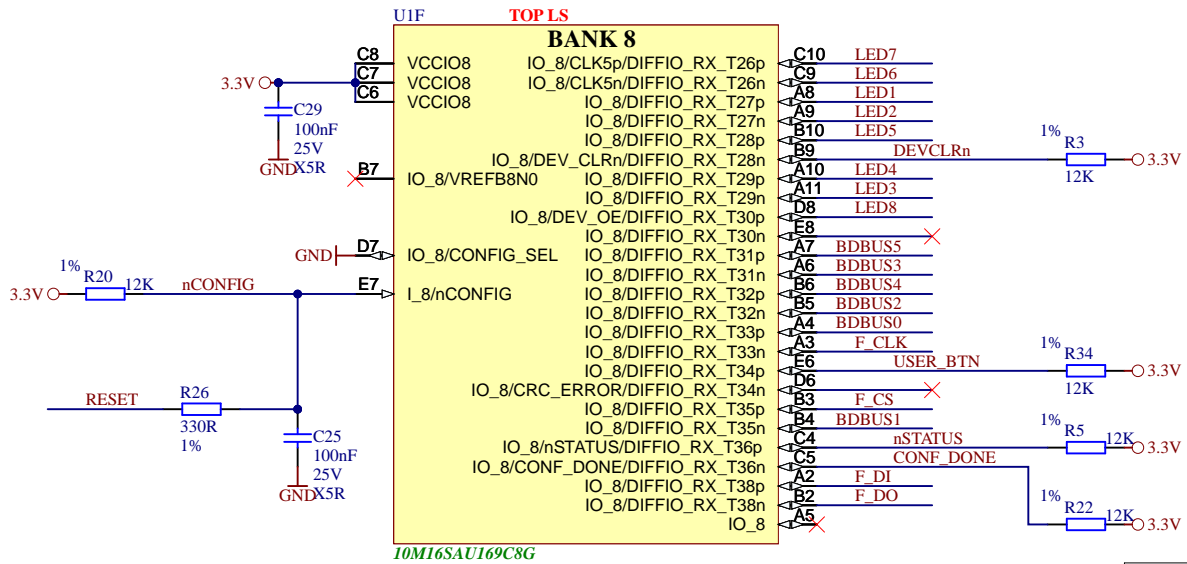 U1F TOP LS
BANK 8
3.3V
C8 VCCIO8
C7 VCCIO8
C6 VCCIO8
C29
100nF
25V
X5R
GND
B7 IO_8/VREFB8N0
GND D7 IO_8/CONFIG_SEL
3.3V 1% R20 12K nCONFIG E7 I_8/nCONFIG
RESET R26
330R
1%
C25
100nF
25V
X5R
GND
IO_8/CLK5p/DIFFIO_RX_T26p C10 LED7
IO_8/CLK5n/DIFFIO_RX_T26n C9 LED6
IO_8/DIFFIO_RX_T27p A8 LED1
IO_8/DIFFIO_RX_T27n A9 LED2
IO_8/DIFFIO_RX_T28p B10 LED5
IO_8/DEV_CLRn/DIFFIO_RX_T28n B9 DEVCLRn 1% R3 12K 3.3V
IO_8/DIFFIO_RX_T29p A10 LED4
IO_8/DIFFIO_RX_T29n A11 LED3
IO_8/DEV_OE/DIFFIO_RX_T30p D8 LED8
IO_8/DIFFIO_RX_T30n E8
IO_8/DIFFIO_RX_T31p A7 BDBUS5
IO_8/DIFFIO_RX_T31n A6 BDBUS3
IO_8/DIFFIO_RX_T32p B6 BDBUS4
IO_8/DIFFIO_RX_T32n B5 BDBUS2
IO_8/DIFFIO_RX_T33p A4 BDBUS0
IO_8/DIFFIO_RX_T33n A3 F_CLK
IO_8/DIFFIO_RX_T34p E6 USER_BTN 1% R34 12K 3.3V
IO_8/CRC_ERROR/DIFFIO_RX_T34n D6
IO_8/DIFFIO_RX_T35p B3 F_CS
IO_8/DIFFIO_RX_T35n B4 BDBUS1
IO_8/nSTATUS/DIFFIO_RX_T36p C4 nSTATUS 1% R5 12K 3.3V
IO_8/CONF_DONE/DIFFIO_RX_T36n C5 CONF_DONE 1% R22 12K 3.3V
IO_8/DIFFIO_RX_T38p A2 F_DI
IO_8/DIFFIO_RX_T38n B2 F_DO
IO_8 A5
10M16SAU169C8G